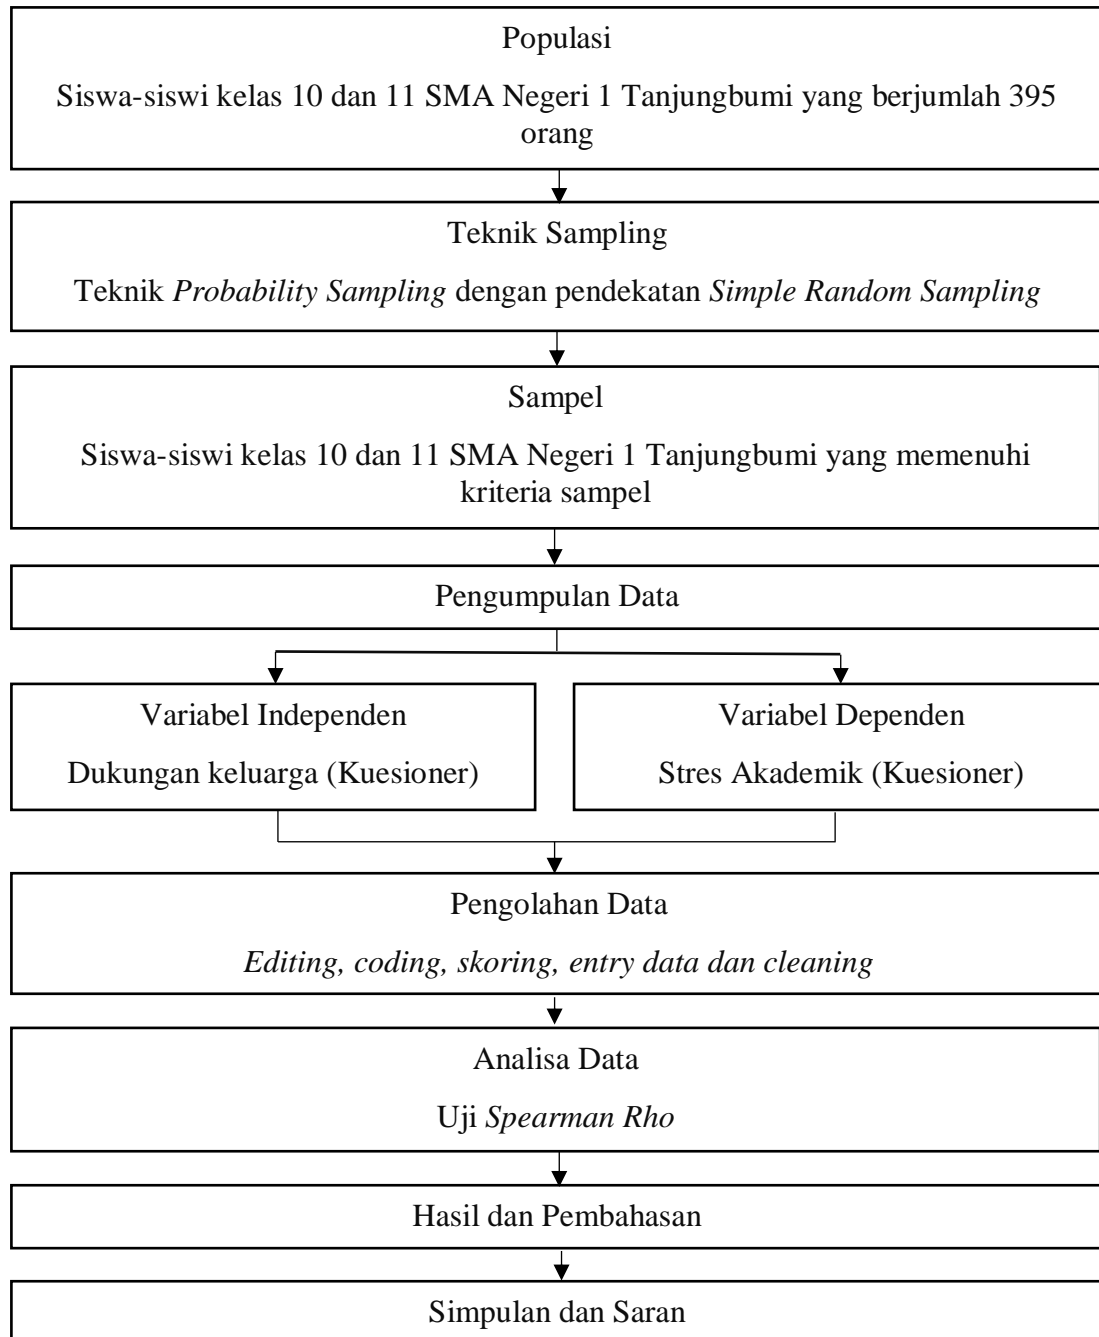 Populasi
Siswa-siswi kelas 10 dan 11 SMA Negeri 1 Tanjungbumi yang berjumlah 395
orang
Teknik Sampling
Teknik Probability Sampling dengan pendekatan Simple Random Sampling
Sampel
Siswa-siswi kelas 10 dan 11 SMA Negeri 1 Tanjungbumi yang memenuhi
kriteria sampel
Pengumpulan Data
Variabel Independen
Dukungan keluarga (Kuesioner)
Variabel Dependen
Stres Akademik (Kuesioner)
Pengolahan Data
Editing, coding, skoring, entry data dan cleaning
Analisa Data
Uji Spearman Rho
Hasil dan Pembahasan
Simpulan dan Saran